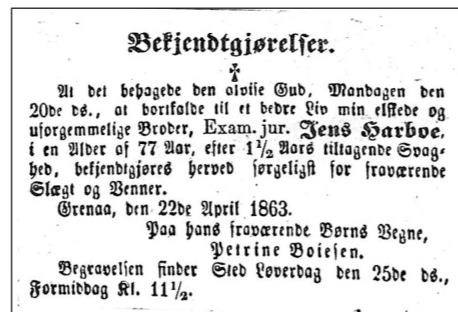 Bekjendtgjørelser.
†
At det behagede den alvise Gud, Mandagen den
20de ds., at bortkalde til et bedre Liv min elskede og
uforgemmelige Broder, Exam. jur. Jens Harboe,
i en Alder af 77 Aar, efter 1½ Aars tiltagende Svag-
hed, bekjendtgjøres herved sørgeligst for fraværende
Slægt og Venner.
Grenaa, den 22de April 1863.
Paa hans fraværende Børns Vegne,
Petrine Boiesen.
Begravelsen finder Sted Løverdag den 25de ds.,
Formiddag Kl. 11½.